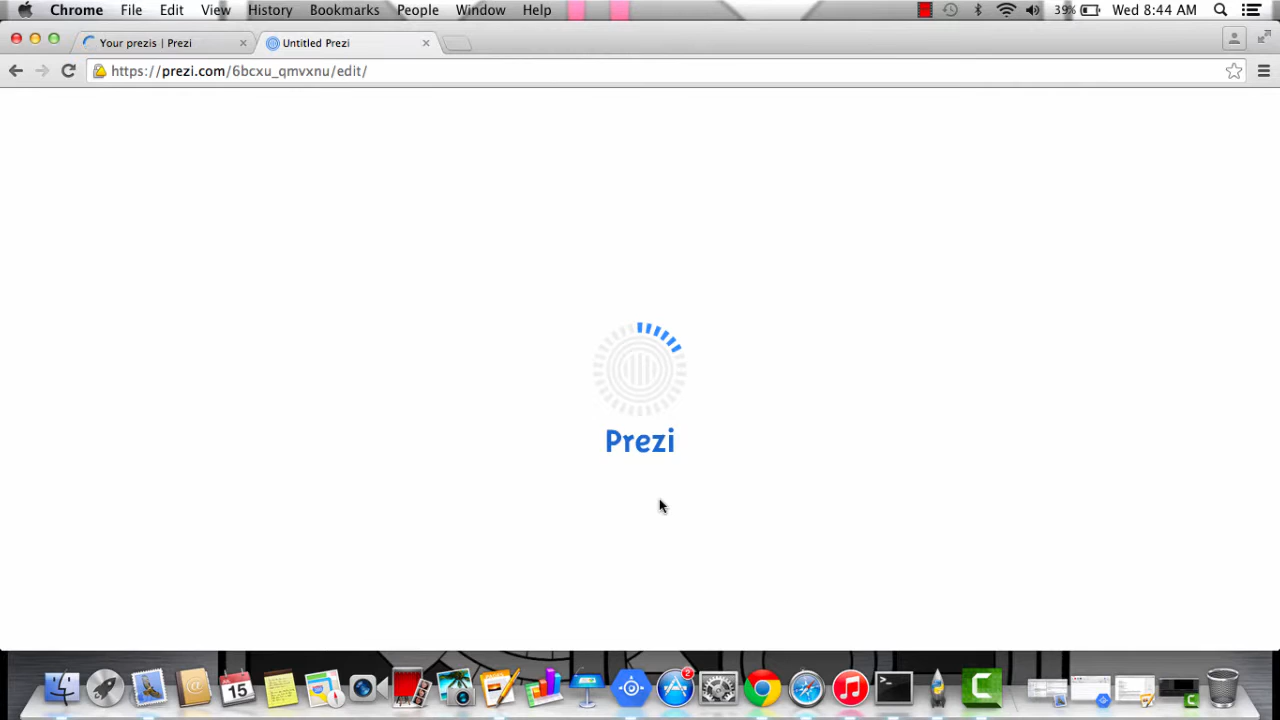 Chrome File Edit View History Bookmarks People Window Help 39% Wed 8:44 AM
Your prezis | Prezi Untitled Prezi
https://prezi.com/6bcxu_qmvxnu/edit/
Prezi
15
2
>_
C